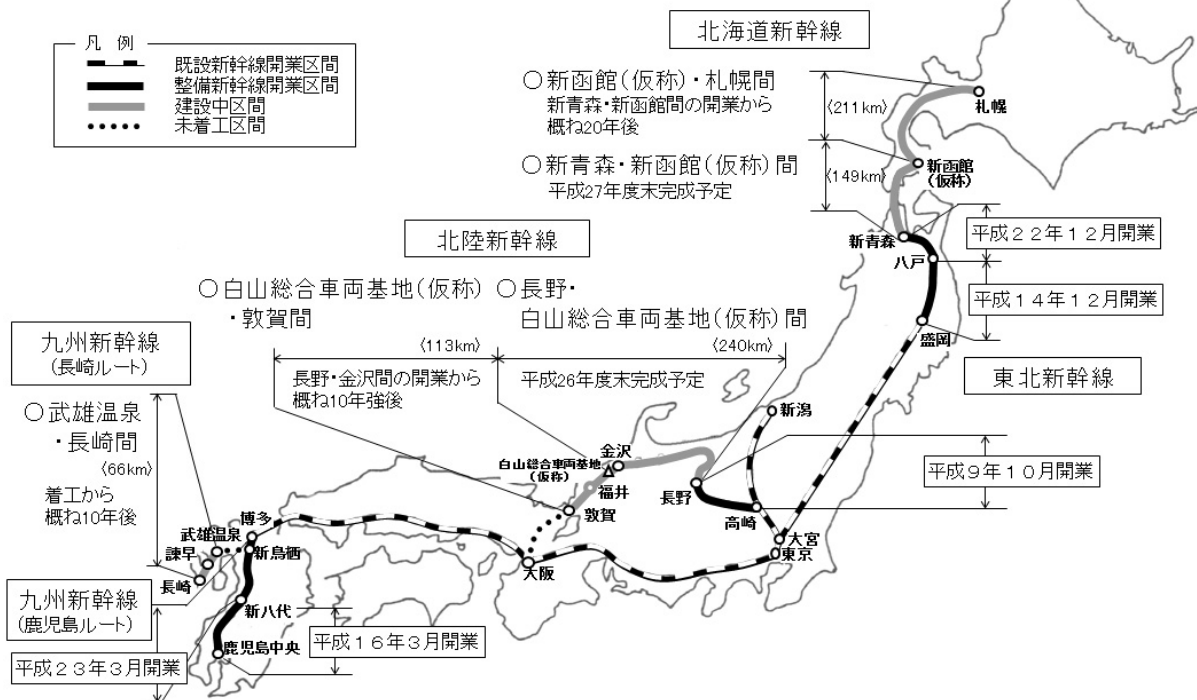 凡 例
既設新幹線開業区間
整備新幹線開業区間
建設中区間
未着工区間
北海道新幹線
○新函館(仮称)・札幌間
新青森・新函館間の開業から
概ね20年後
〈211km〉
札幌
○新青森・新函館(仮称)間
平成27年度末完成予定
〈149km〉
新函館
(仮称)
新青森
平成22年12月開業
八戸
平成14年12月開業
盛岡
東北新幹線
北陸新幹線
○白山総合車両基地(仮称)
・敦賀間
〈113km〉
長野・金沢間の開業から
概ね10年強後
○長野・
白山総合車両基地(仮称)間
〈240km〉
平成26年度末完成予定
新潟
金沢
白山総合車両基地
(仮称)
福井
敦賀
長野
高崎
平成9年10月開業
大宮
東京
大阪
九州新幹線
(長崎ルート)
○武雄温泉
・長崎間
〈66km〉
着工から
概ね10年後
博多
武雄温泉
新鳥栖
諫早
長崎
九州新幹線
(鹿児島ルート)
新八代
鹿児島中央
平成16年3月開業
平成23年3月開業